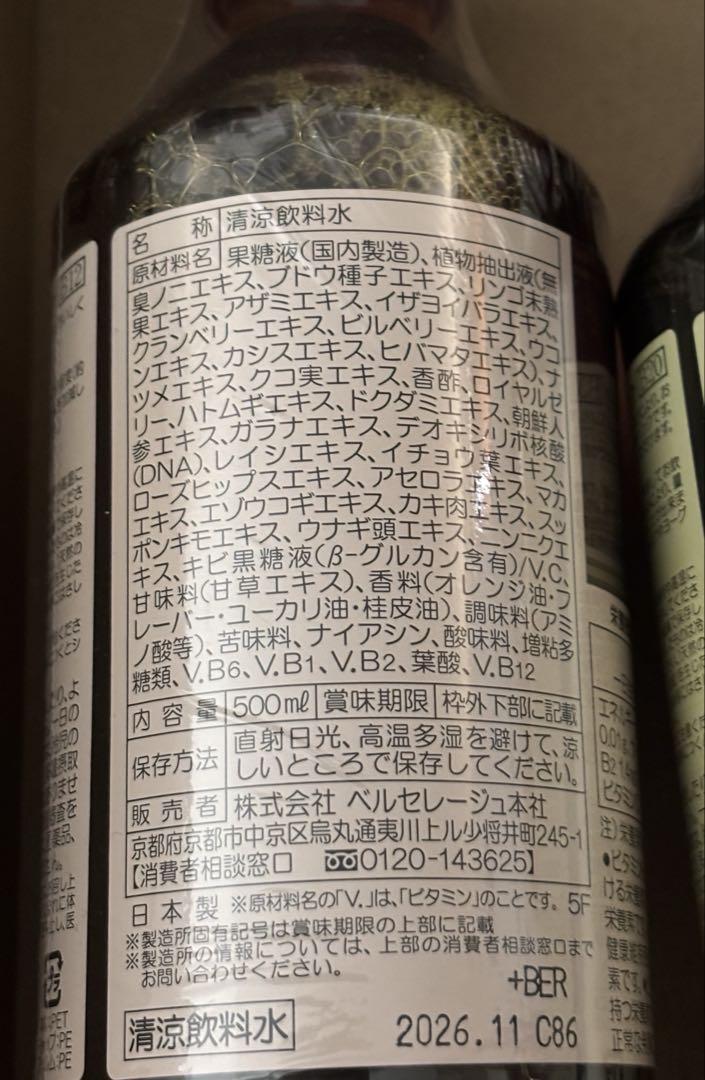 名 称 清涼飲料水
原材料名 果糖液(国内製造)、植物抽出液(無
臭ノニエキス、ブドウ種子エキス、リンゴ未熟
果エキス、アザミエキス、イザヨイバラエキス、
クランベリーエキス、ビルベリーエキス、ウコ
ンエキス、カシスエキス、ヒバマタエキス)、ナ
ツメエキス、クコ実エキス、香酢、ロイヤルゼ
リー、ハトムギエキス、ドクダミエキス、朝鮮人
参エキス、ガラナエキス、デオキシリボ核酸
(DNA)、レイシエキス、イチョウ葉エキス、
ローズヒップスエキス、アセロラエキス、マカ
エキス、エゾウコギエキス、カキ肉エキス、スッ
ポンキモエキス、ウナギ頭エキス、ニンニクエ
キス、キビ黒糖液(β-グルカン含有)/V.C、
甘味料(甘草エキス)、香料(オレンジ油・フ
レーバー・ユーカリ油・桂皮油)、調味料(アミ
ノ酸等)、苦味料、ナイアシン、酸味料、増粘多
糖類、V.B6、V.B1、V.B2、葉酸、V.B12
内容量 500ml 賞味期限 枠外下部に記載
保存方法 直射日光、高温多湿を避けて、涼
しいところで保存してください。
販売者 株式会社 ベルセレージュ本社
京都府京都市中京区烏丸通夷川上ル少将井町245-1
【消費者相談窓口 0120-143625】
日本製 ※原材料名の「V.」は、「ビタミン」のことです。 5F
※製造所固有記号は賞味期限の上部に記載
※製造所の情報については、上部の消費者相談窓口まで
お問い合わせください。
+BER
清涼飲料水 2026.11 C86